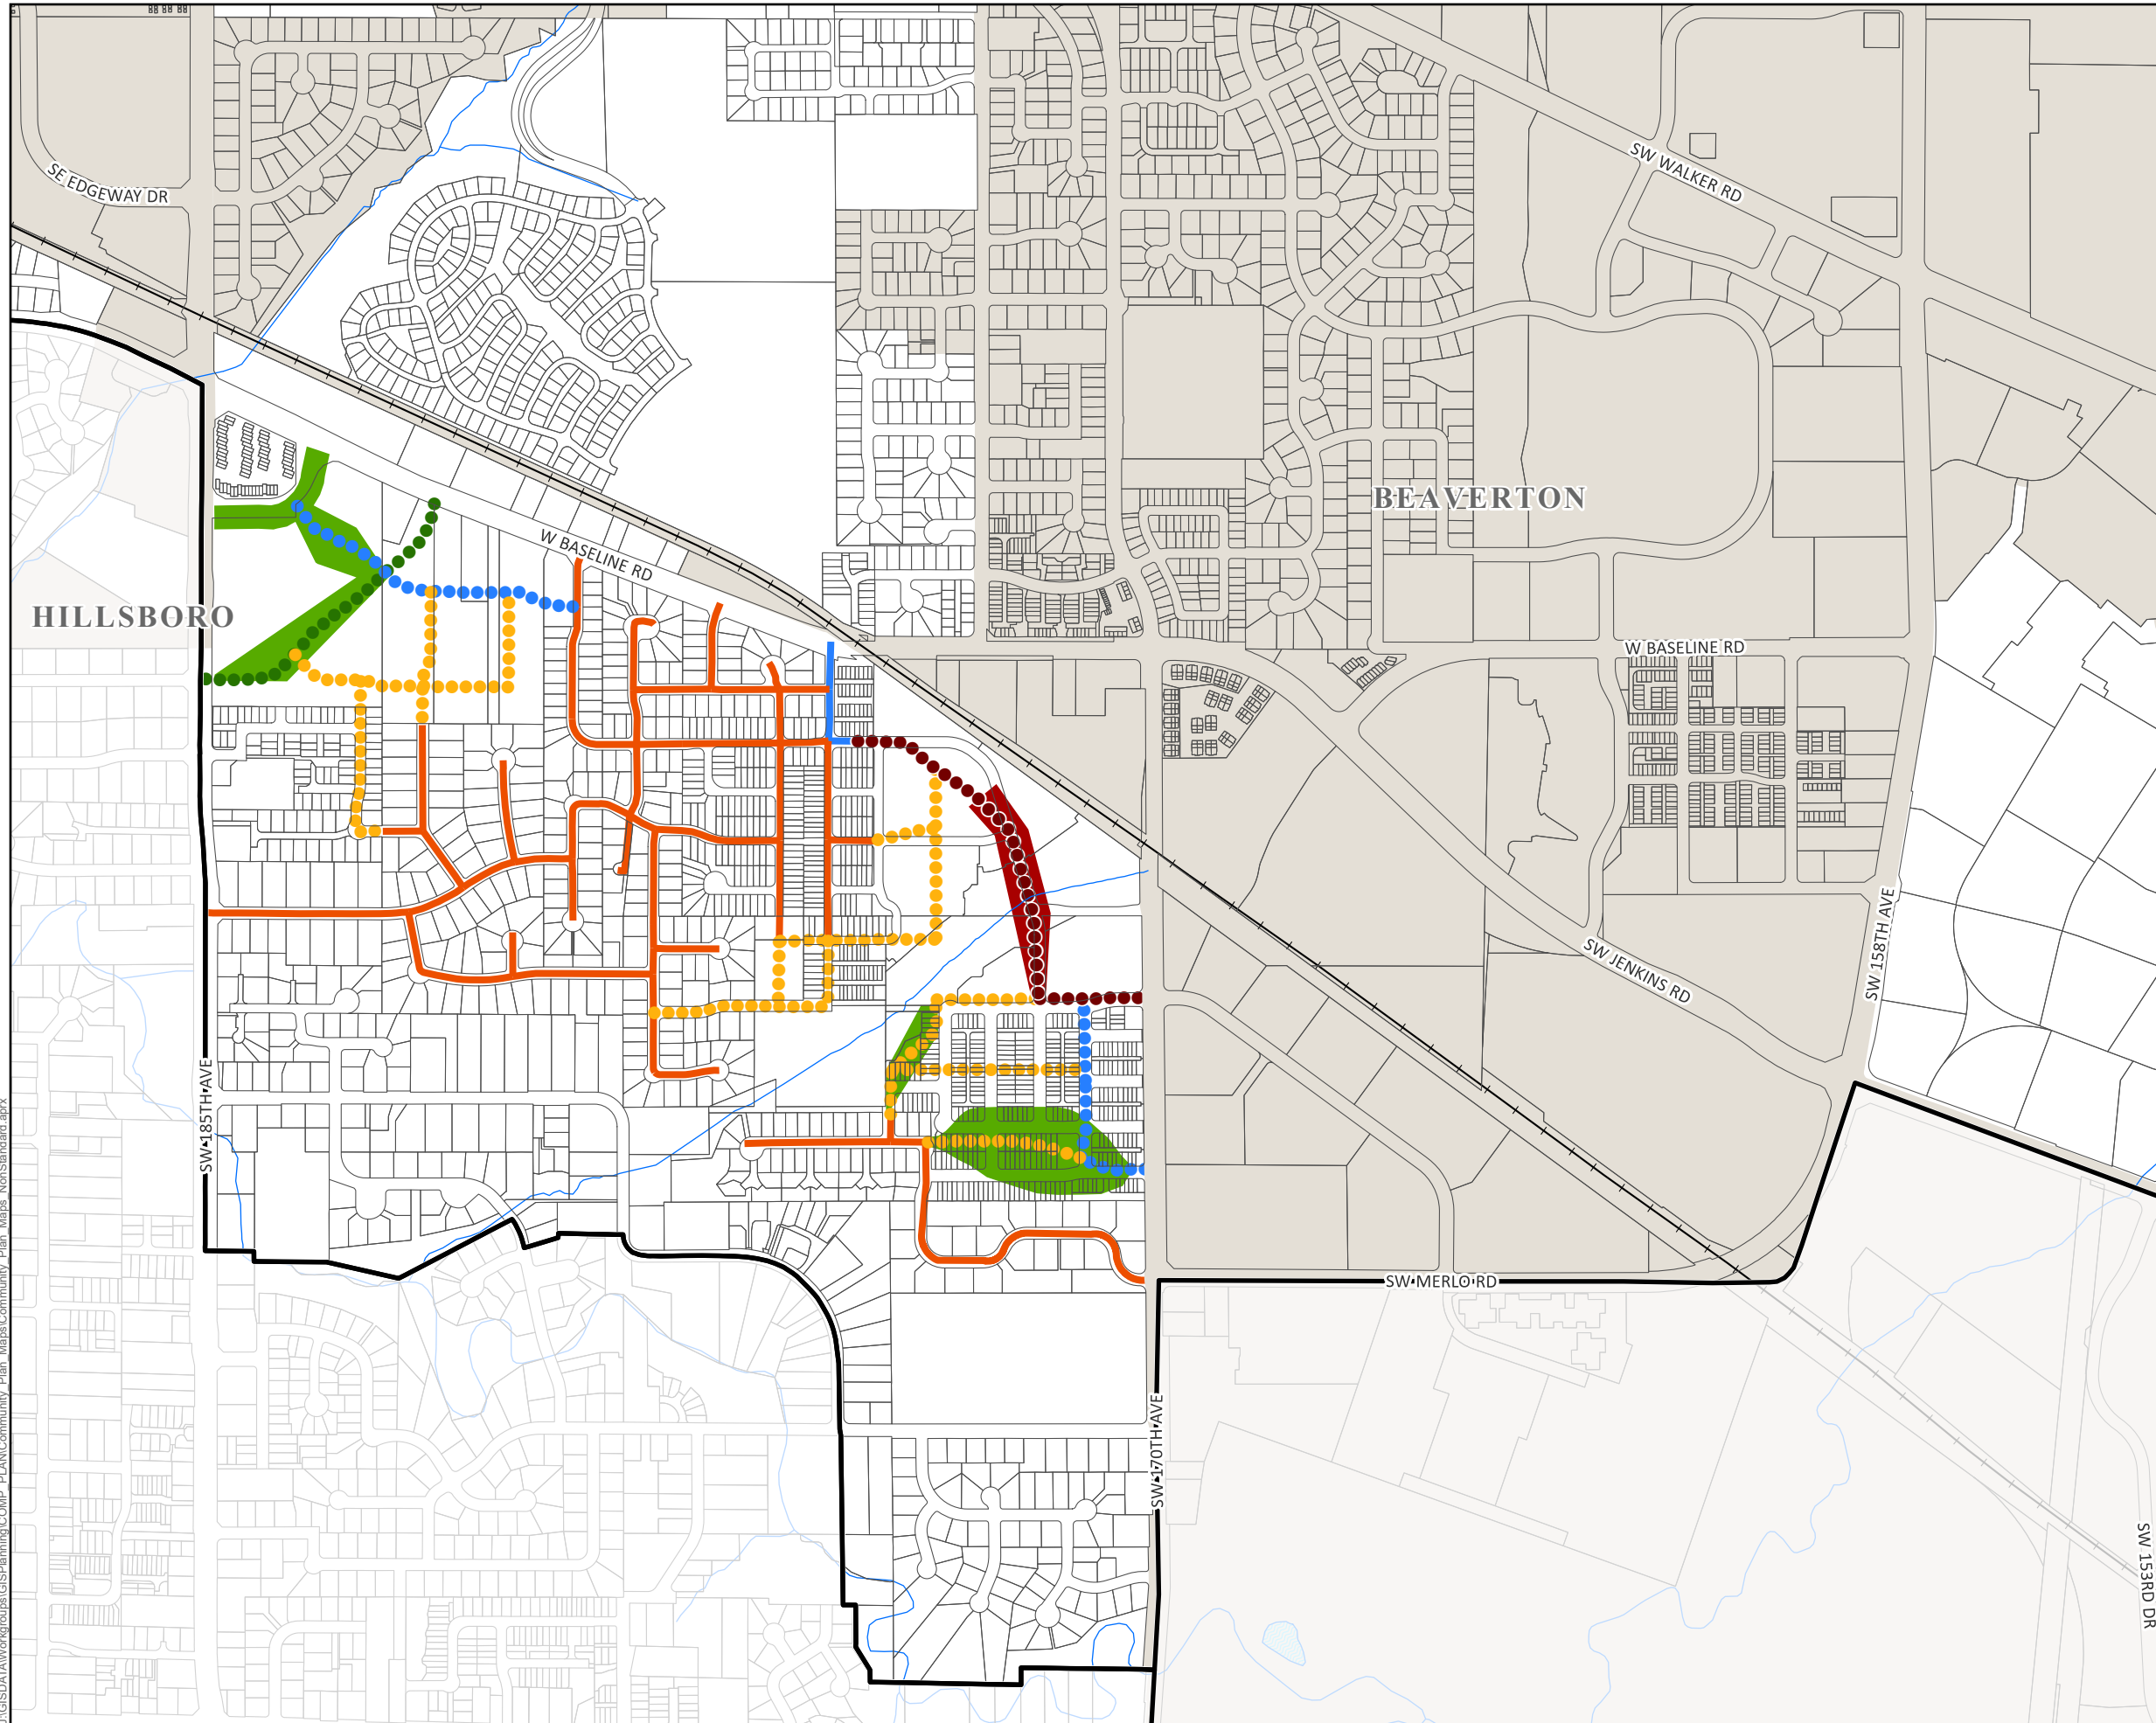 SE EDGEWAY DR
SW WALKER RD
BEAVERTON
W BASELINE RD
HILLSBORO
W BASELINE RD
SW 158TH AVE
SW JENKINS RD
SW 185TH AVE
SW MERLO RD
SW 170TH AVE
SW 153RD DR